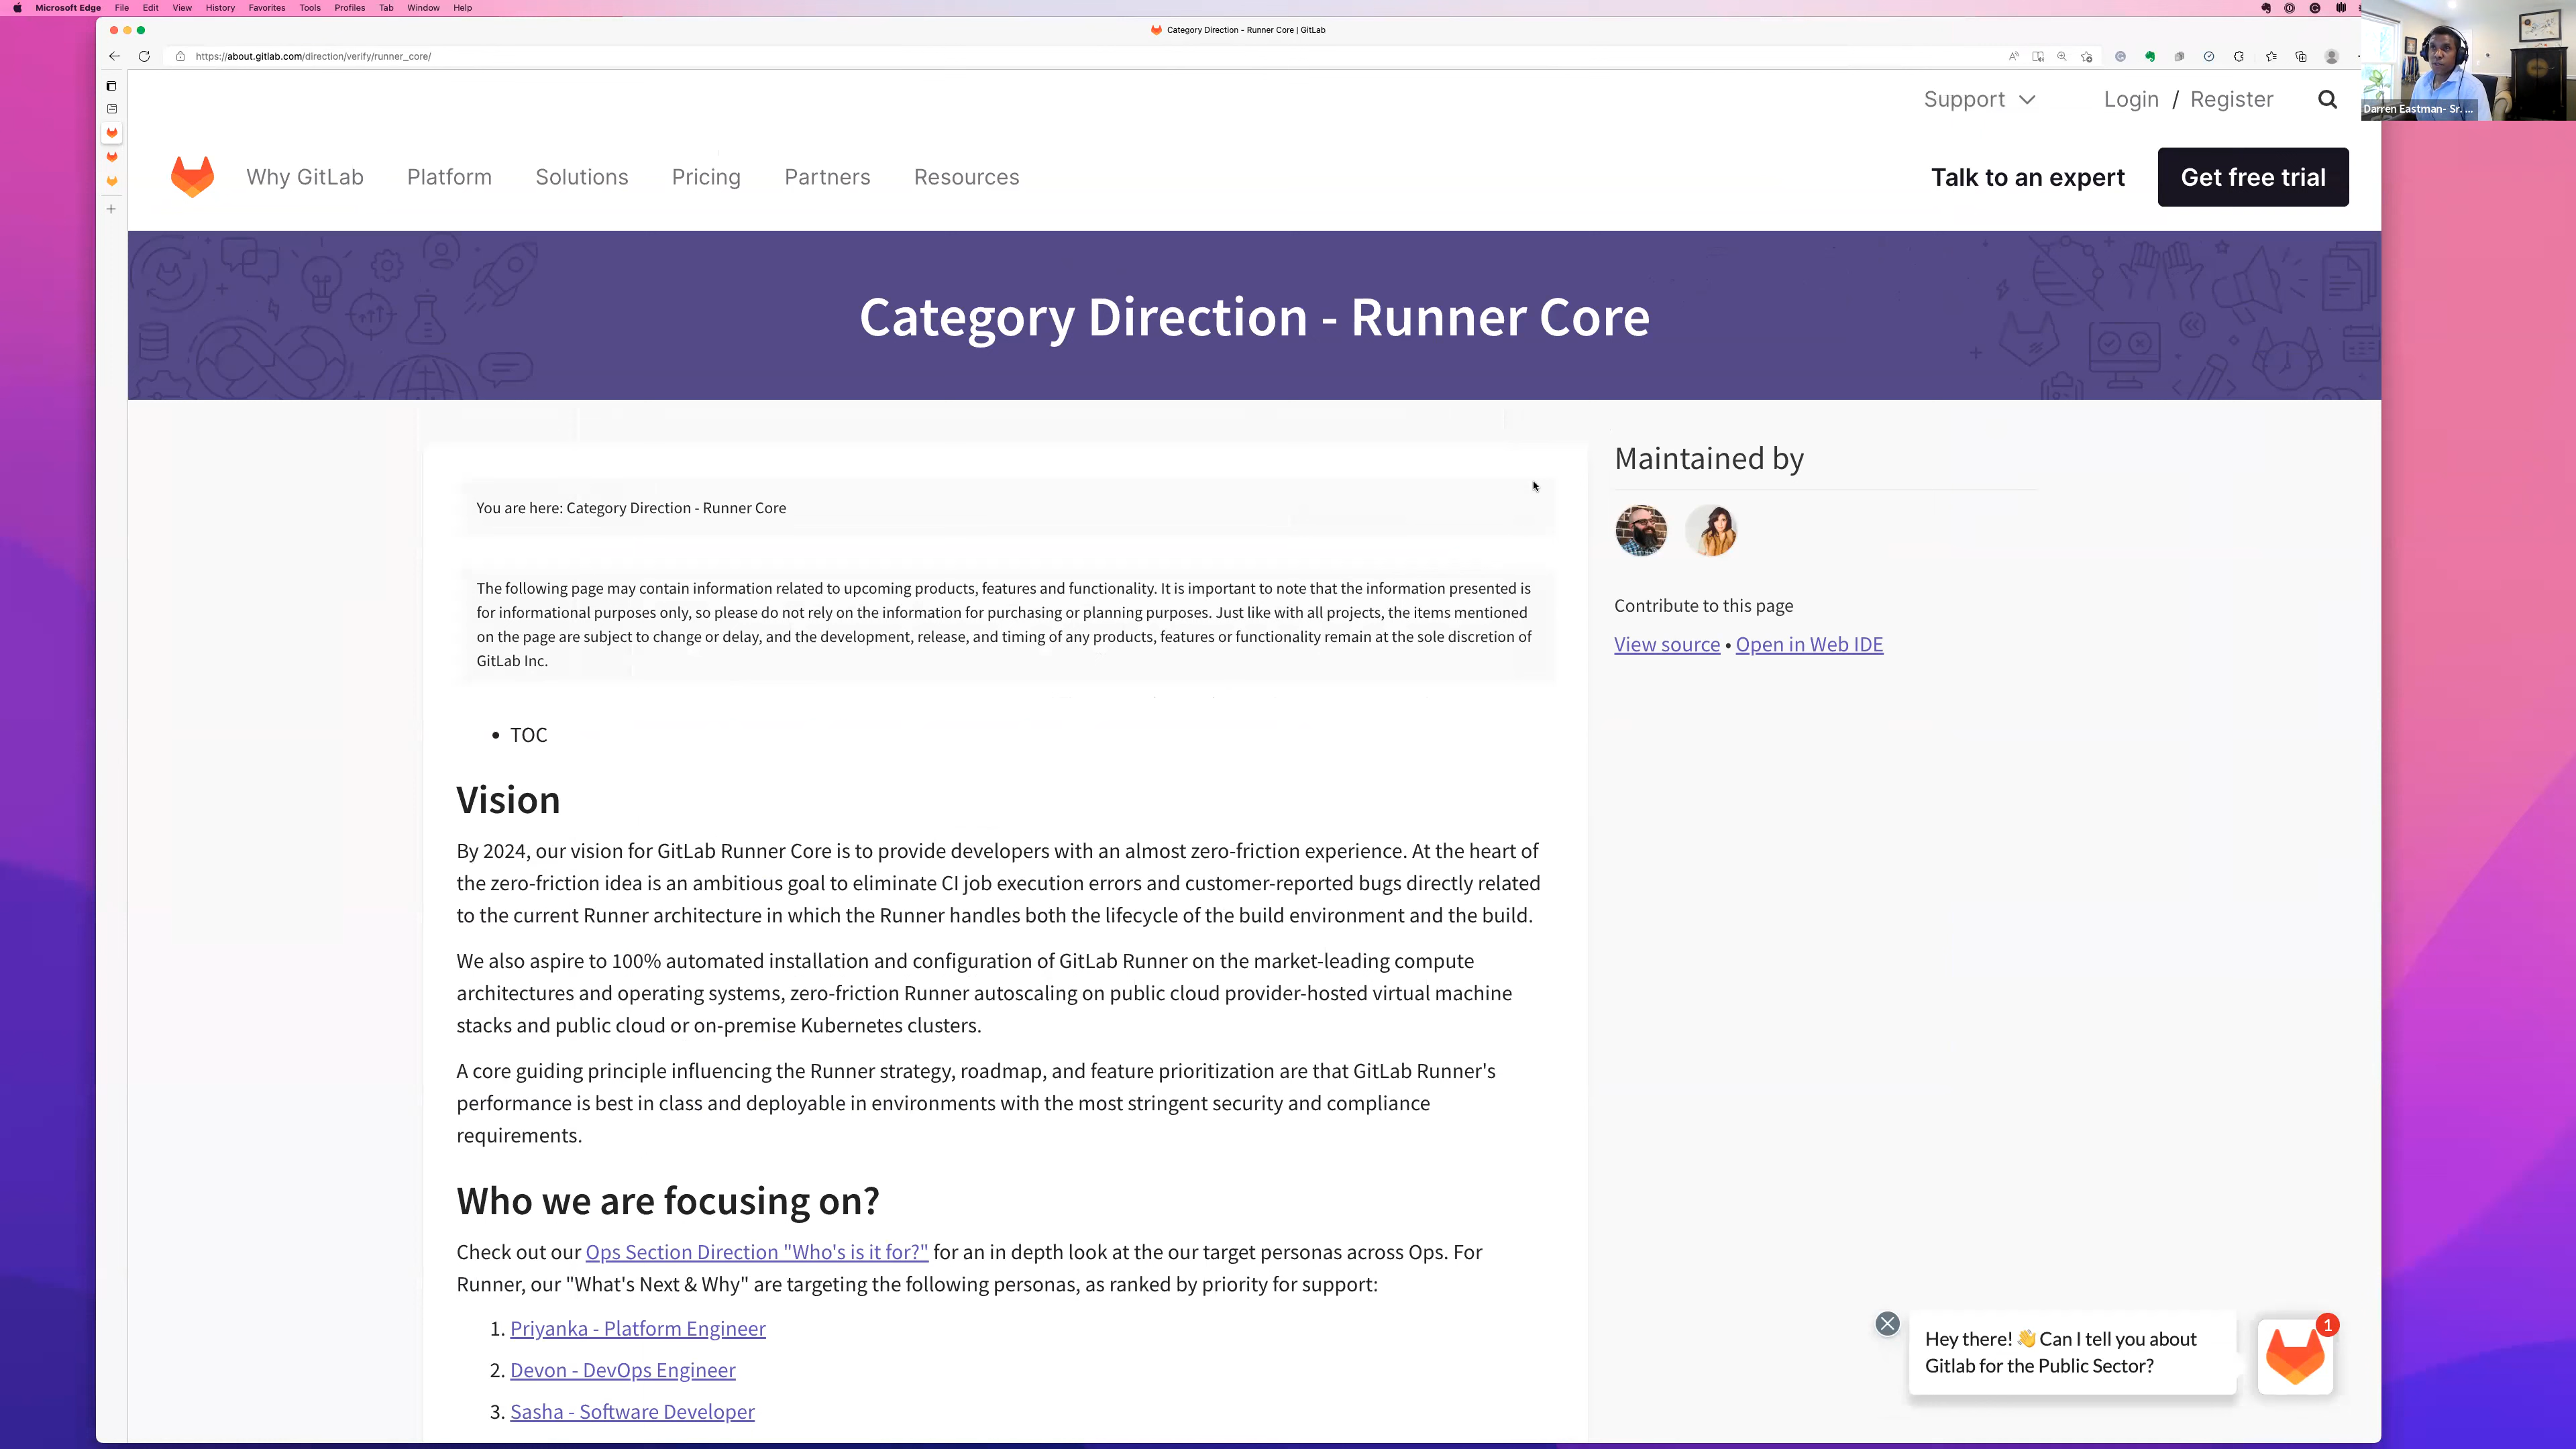 Microsoft Edge File Edit View History Favorites Tools Profiles Tab Window Help
Category Direction - Runner Core | GitLab
https://about.gitlab.com/direction/verify/runner_core/
Darren Eastman- Sr. ...
Support
Login / Register
Why GitLab Platform Solutions Pricing Partners Resources
Talk to an expert
Get free trial
Category Direction - Runner Core
You are here: Category Direction - Runner Core
The following page may contain information related to upcoming products, features and functionality. It is important to note that the information presented is
for informational purposes only, so please do not rely on the information for purchasing or planning purposes. Just like with all projects, the items mentioned
on the page are subject to change or delay, and the development, release, and timing of any products, features or functionality remain at the sole discretion of
GitLab Inc.
Maintained by
Contribute to this page
View source • Open in Web IDE
• TOC
Vision
By 2024, our vision for GitLab Runner Core is to provide developers with an almost zero-friction experience. At the heart of
the zero-friction idea is an ambitious goal to eliminate CI job execution errors and customer-reported bugs directly related
to the current Runner architecture in which the Runner handles both the lifecycle of the build environment and the build.
We also aspire to 100% automated installation and configuration of GitLab Runner on the market-leading compute
architectures and operating systems, zero-friction Runner autoscaling on public cloud provider-hosted virtual machine
stacks and public cloud or on-premise Kubernetes clusters.
A core guiding principle influencing the Runner strategy, roadmap, and feature prioritization are that GitLab Runner's
performance is best in class and deployable in environments with the most stringent security and compliance
requirements.
Who we are focusing on?
Check out our Ops Section Direction "Who's is it for?" for an in depth look at the our target personas across Ops. For
Runner, our "What's Next & Why" are targeting the following personas, as ranked by priority for support:
1. Priyanka - Platform Engineer
2. Devon - DevOps Engineer
3. Sasha - Software Developer
Hey there! 👋 Can I tell you about
Gitlab for the Public Sector?
1